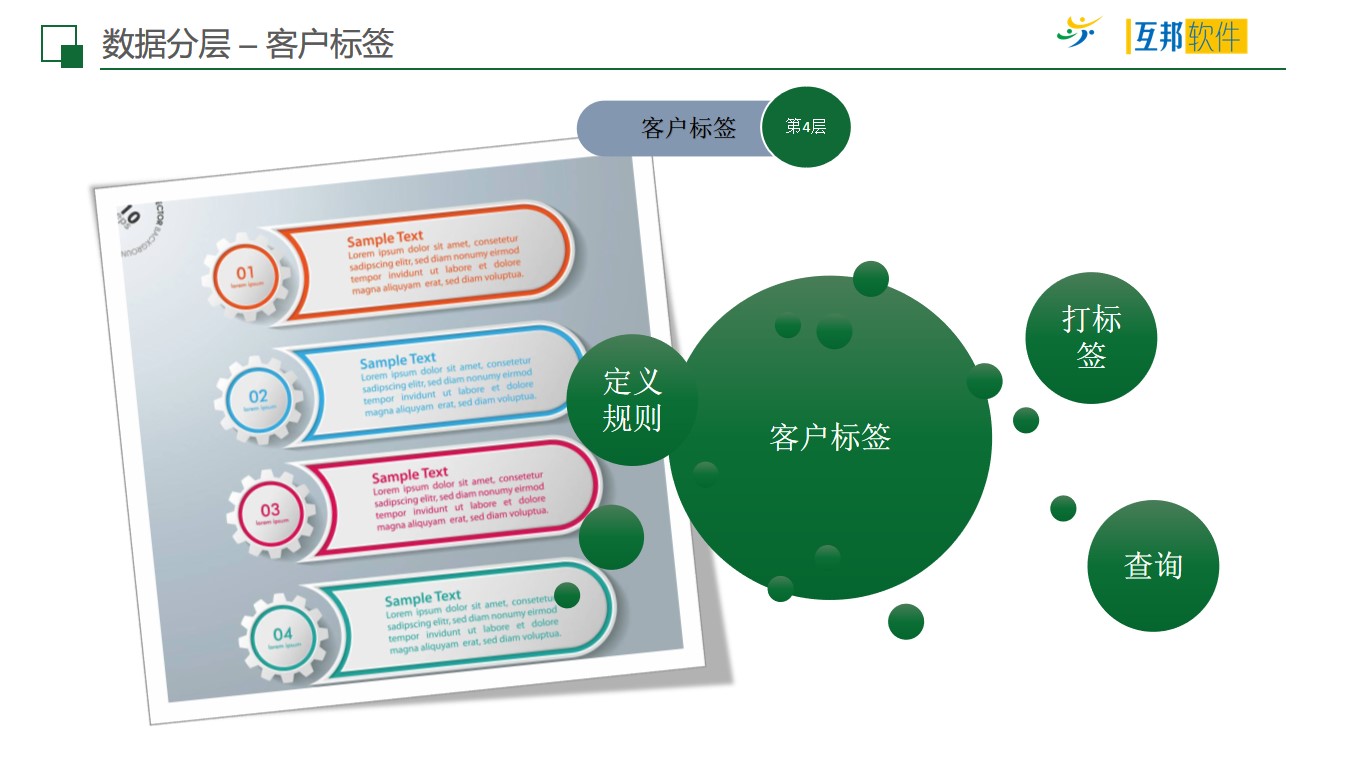 数据分层 – 客户标签
互邦软件
客户标签
第4层
10
CTOR BACKGROUN
01
lorem ipsum
Sample Text
Lorem ipsum dolor sit amet, consetetur
sadipscing elitr, sed diam nonumy eirmod
tempor invidunt ut labore et dolore
magna aliquyam erat, sed diam voluptua.
02
lorem ipsum
Sample Text
Lorem ipsum dolor sit amet, consetetur
sadipscing elitr, sed diam nonumy eirmod
tempor invidunt ut labore et dolore
magna aliquyam erat, sed diam voluptua.
03
lorem ipsum
Sample Text
Lorem ipsum dolor sit amet, consetetur
sadipscing elitr, sed diam nonumy eirmod
tempor invidunt ut labore et dolore
magna aliquyam erat, sed diam voluptua.
04
lorem ipsum
Sample Text
Lorem ipsum dolor sit amet, consetetu
sadipscing elitr, sed diam nonumy eirmod
tempor invidunt ut labore et dolore
magna aliquyam erat, sed diam voluptua.
定义
规则
客户标签
打标
签
查询